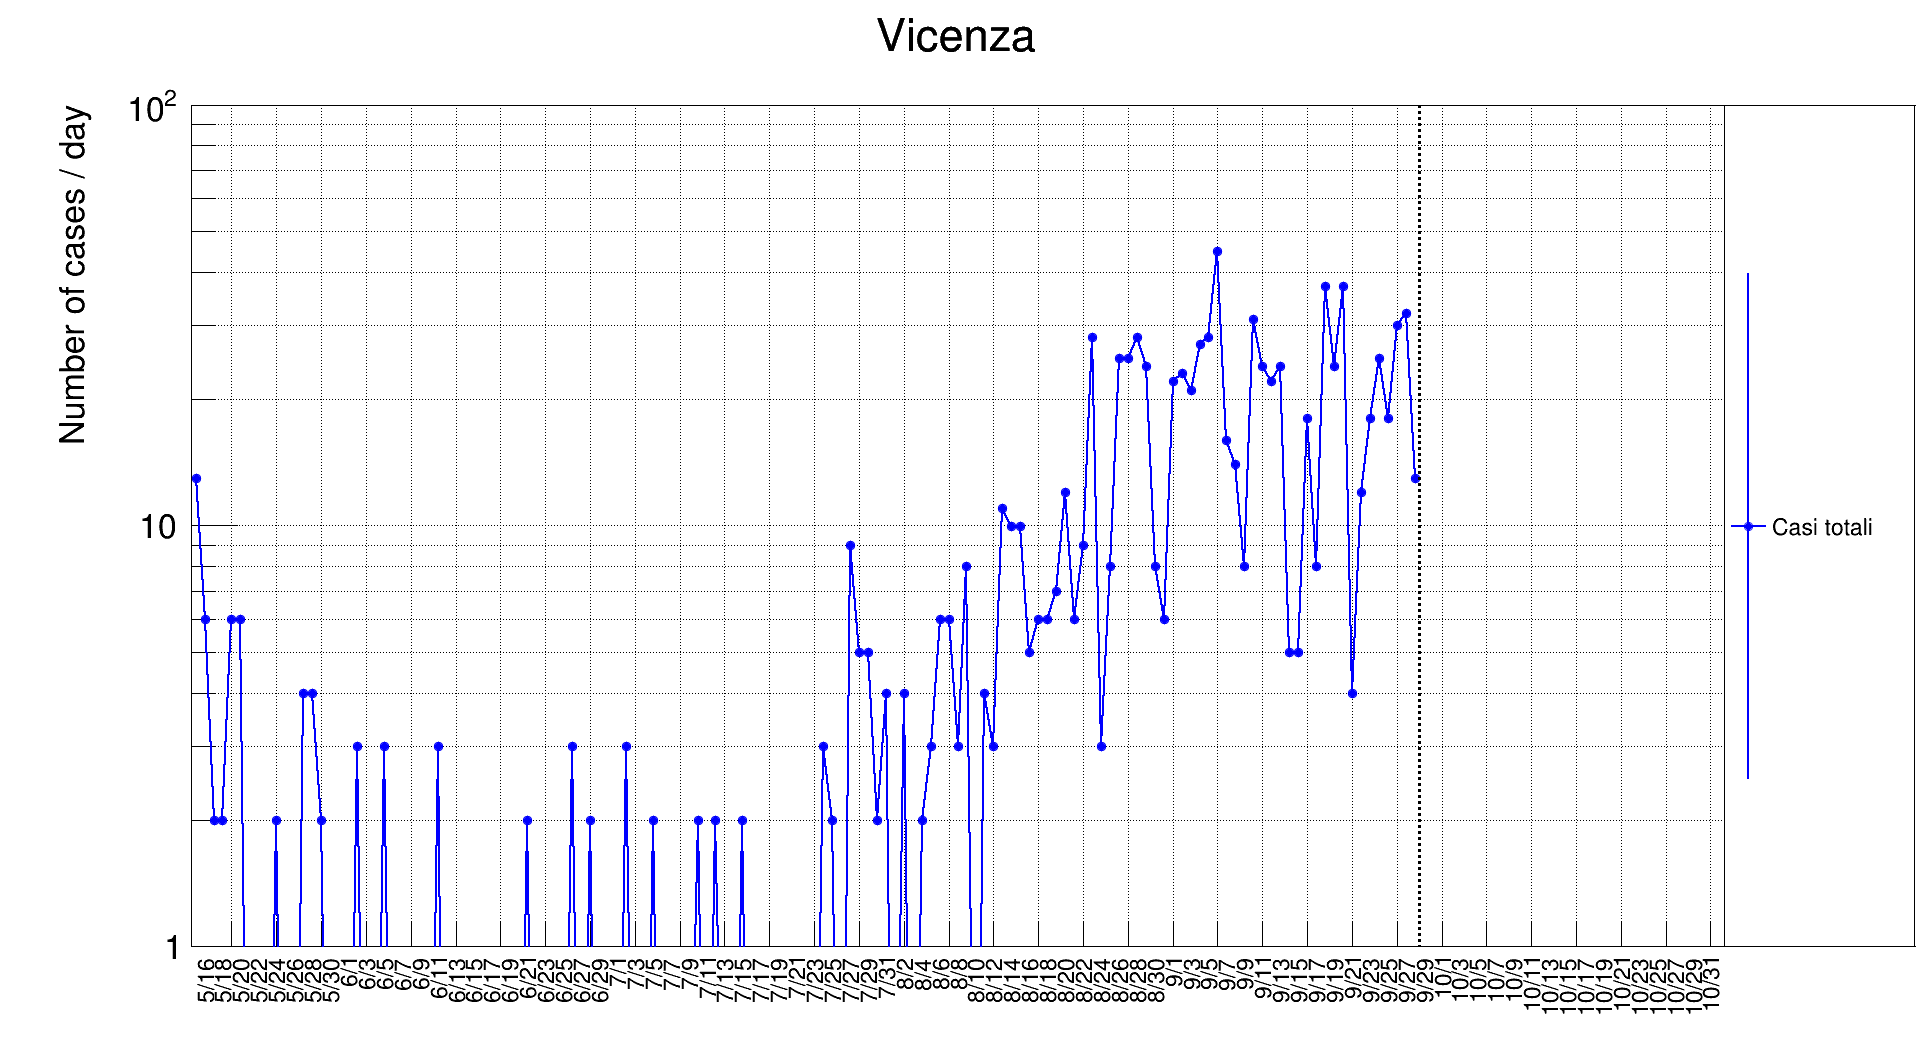 Vicenza
Number of cases / day
10²
10
1
Casi totali
5/16 5/18 5/20 5/22 5/24 5/26 5/28 5/30 6/1 6/3 6/5 6/7 6/9 6/11 6/13 6/15 6/17 6/19 6/21 6/23 6/25 6/27 6/29 7/1 7/3 7/5 7/7 7/9 7/11 7/13 7/15 7/17 7/19 7/21 7/23 7/25 7/27 7/29 7/31 8/2 8/4 8/6 8/8 8/10 8/12 8/14 8/16 8/18 8/20 8/22 8/24 8/26 8/28 8/30 9/1 9/3 9/5 9/7 9/9 9/11 9/13 9/15 9/17 9/19 9/21 9/23 9/25 9/27 9/29 10/1 10/3 10/5 10/7 10/9 10/11 10/13 10/15 10/17 10/19 10/21 10/23 10/25 10/27 10/29 10/31